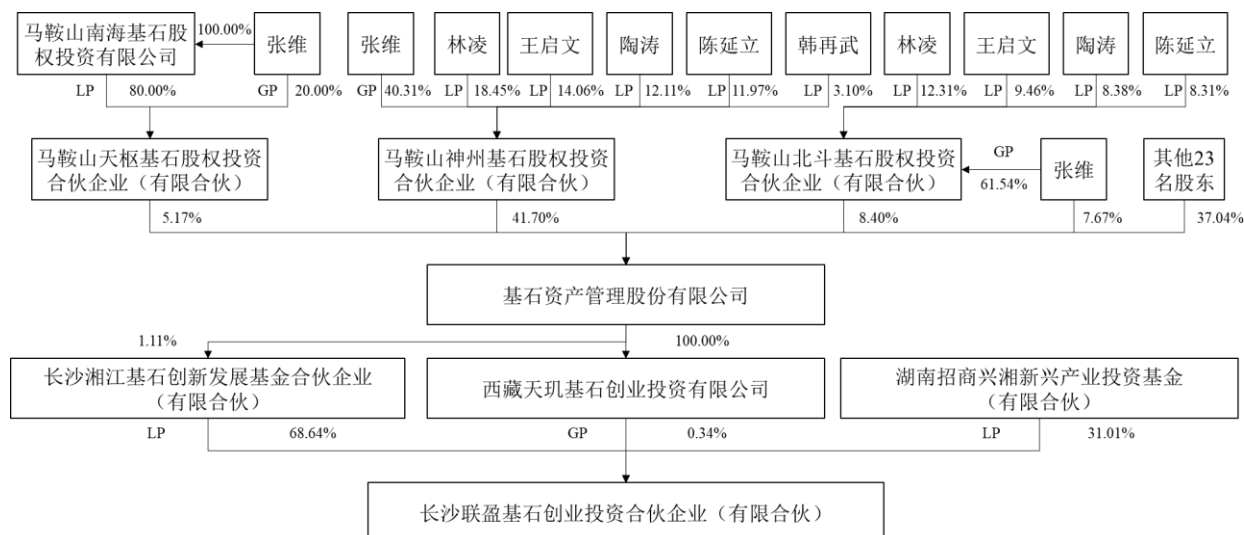 马鞍山南海基石股
权投资有限公司
100.00%
张维
张维
林凌
王启文
陶涛
陈延立
韩再武
林凌
王启文
陶涛
陈延立
LP 80.00%
GP 20.00%
GP 40.31%
LP 18.45%
LP 14.06%
LP 12.11%
LP 11.97%
LP 3.10%
LP 12.31%
LP 9.46%
LP 8.38%
LP 8.31%
马鞍山天枢基石股权投资
合伙企业（有限合伙）
马鞍山神州基石股权投资
合伙企业（有限合伙）
马鞍山北斗基石股权投资
合伙企业（有限合伙）
GP
61.54%
张维
其他23
名股东
5.17%
41.70%
8.40%
7.67%
37.04%
基石资产管理股份有限公司
1.11%
100.00%
长沙湘江基石创新发展基金合伙企业
（有限合伙）
西藏天玑基石创业投资有限公司
湖南招商兴湘新兴产业投资基金
（有限合伙）
LP 68.64%
GP 0.34%
LP 31.01%
长沙联盈基石创业投资合伙企业（有限合伙）